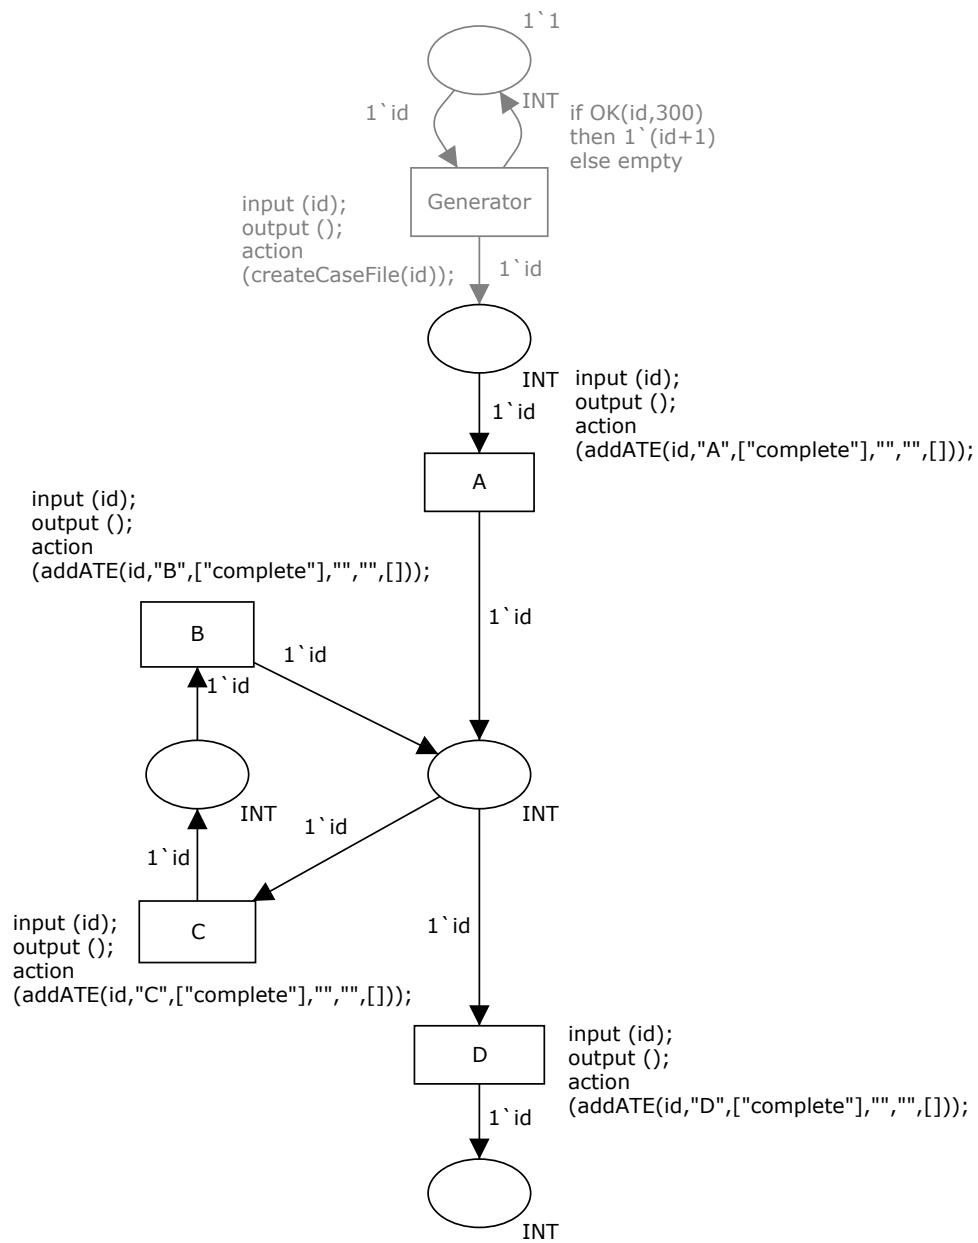 1`1
1`id
INT
if OK(id,300)
then 1`(id+1)
else empty
input (id);
output ();
action
(createCaseFile(id));
Generator
1`id
INT
input (id);
output ();
action
(addATE(id,"A",["complete"],"","",[]));
1`id
A
input (id);
output ();
action
(addATE(id,"B",["complete"],"","",[]));
1`id
B
1`id
1`id
INT
INT
1`id
1`id
input (id);
output ();
action
(addATE(id,"C",["complete"],"","",[]));
C
1`id
D
input (id);
output ();
action
(addATE(id,"D",["complete"],"","",[]));
1`id
INT